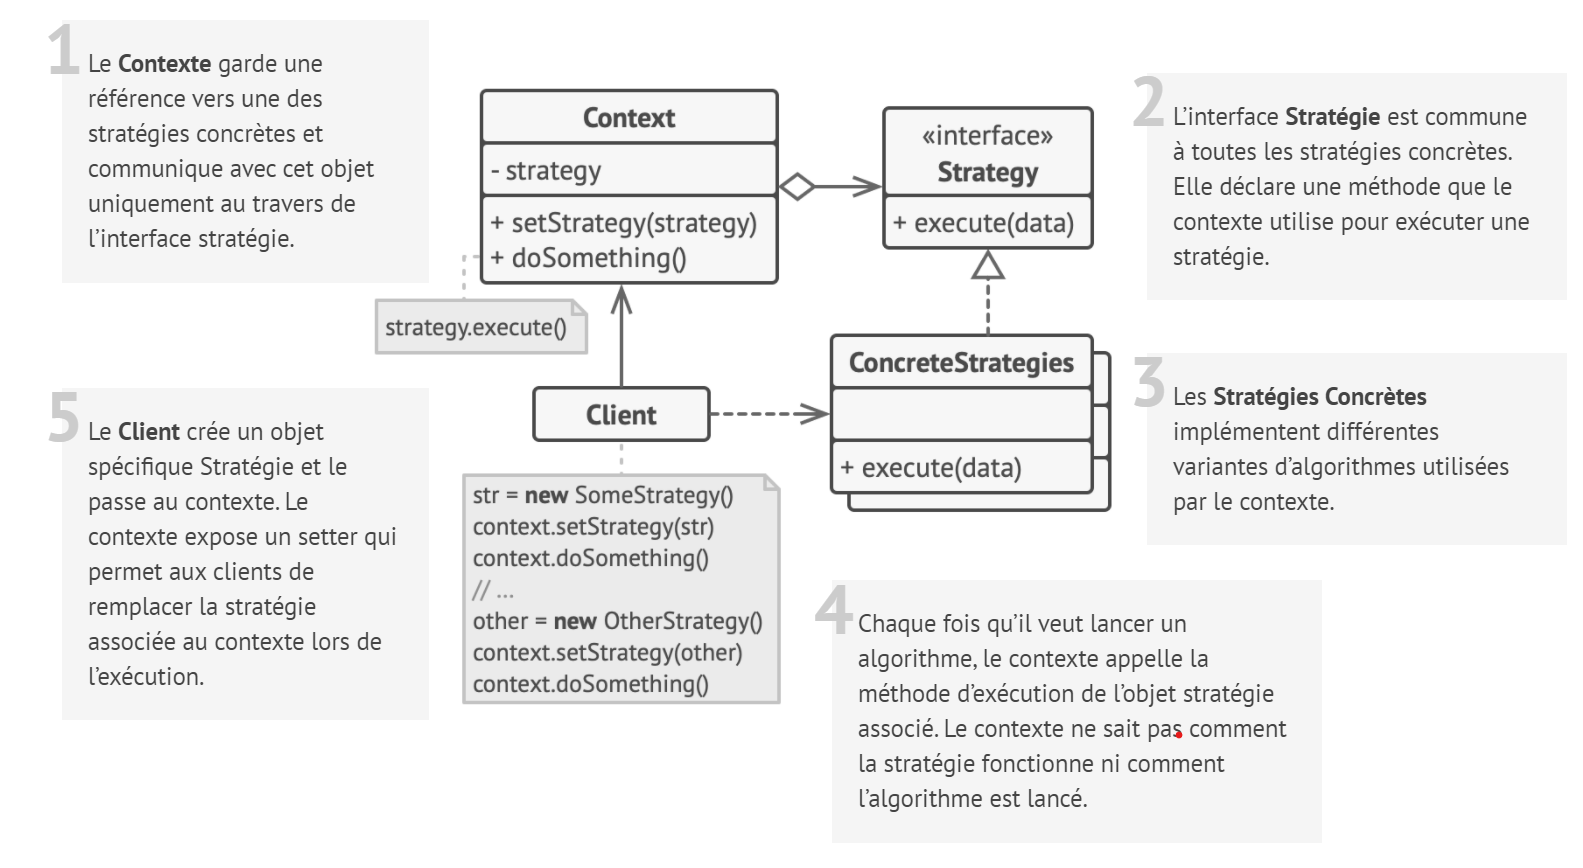 1
Le Contexte garde une
référence vers une des
stratégies concrètes et
communique avec cet objet
uniquement au travers de
l’interface stratégie.
Context
- strategy
+ setStrategy(strategy)
+ doSomething()
strategy.execute()
«interface»
Strategy
+ execute(data)
2
L’interface Stratégie est commune
à toutes les stratégies concrètes.
Elle déclare une méthode que le
contexte utilise pour exécuter une
stratégie.
ConcreteStrategies
+ execute(data)
3
Les Stratégies Concrètes
implémentent différentes
variantes d’algorithmes utilisées
par le contexte.
Client
str = new SomeStrategy()
context.setStrategy(str)
context.doSomething()
// ...
other = new OtherStrategy()
context.setStrategy(other)
context.doSomething()
4
Chaque fois qu’il veut lancer un
algorithme, le contexte appelle la
méthode d’exécution de l’objet stratégie
associé. Le contexte ne sait pas comment
la stratégie fonctionne ni comment
l’algorithme est lancé.
5
Le Client crée un objet
spécifique Stratégie et le
passe au contexte. Le
contexte expose un setter qui
permet aux clients de
remplacer la stratégie
associée au contexte lors de
l’exécution.